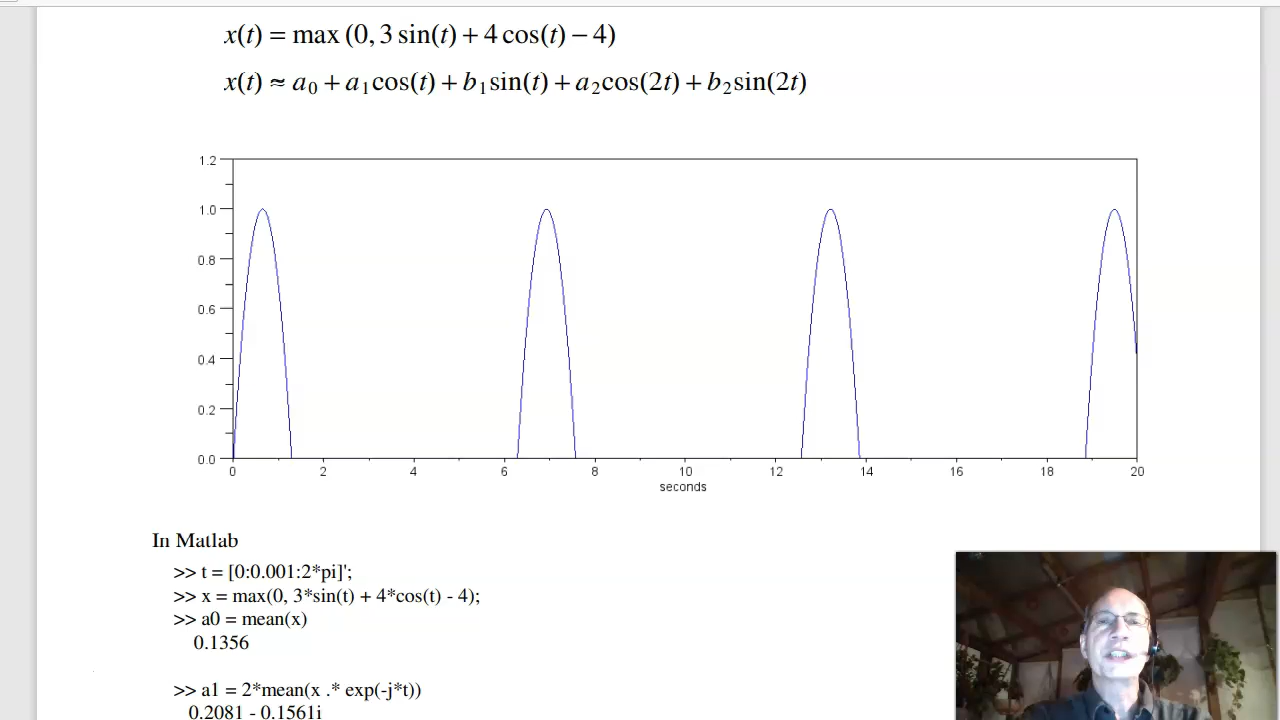 x(t) = max (0, 3 sin(t) + 4 cos(t) − 4)
x(t) ≈ a₀ + a₁cos(t) + b₁sin(t) + a₂cos(2t) + b₂sin(2t)
1.2
1.0
0.8
0.6
0.4
0.2
0.0
0 2 4 6 8 10 12 14 16 18 20
seconds
In Matlab
>> t = [0:0.001:2*pi]';
>> x = max(0, 3*sin(t) + 4*cos(t) - 4);
>> a0 = mean(x)
0.1356
>> a1 = 2*mean(x .* exp(-j*t))
0.2081 - 0.1561i